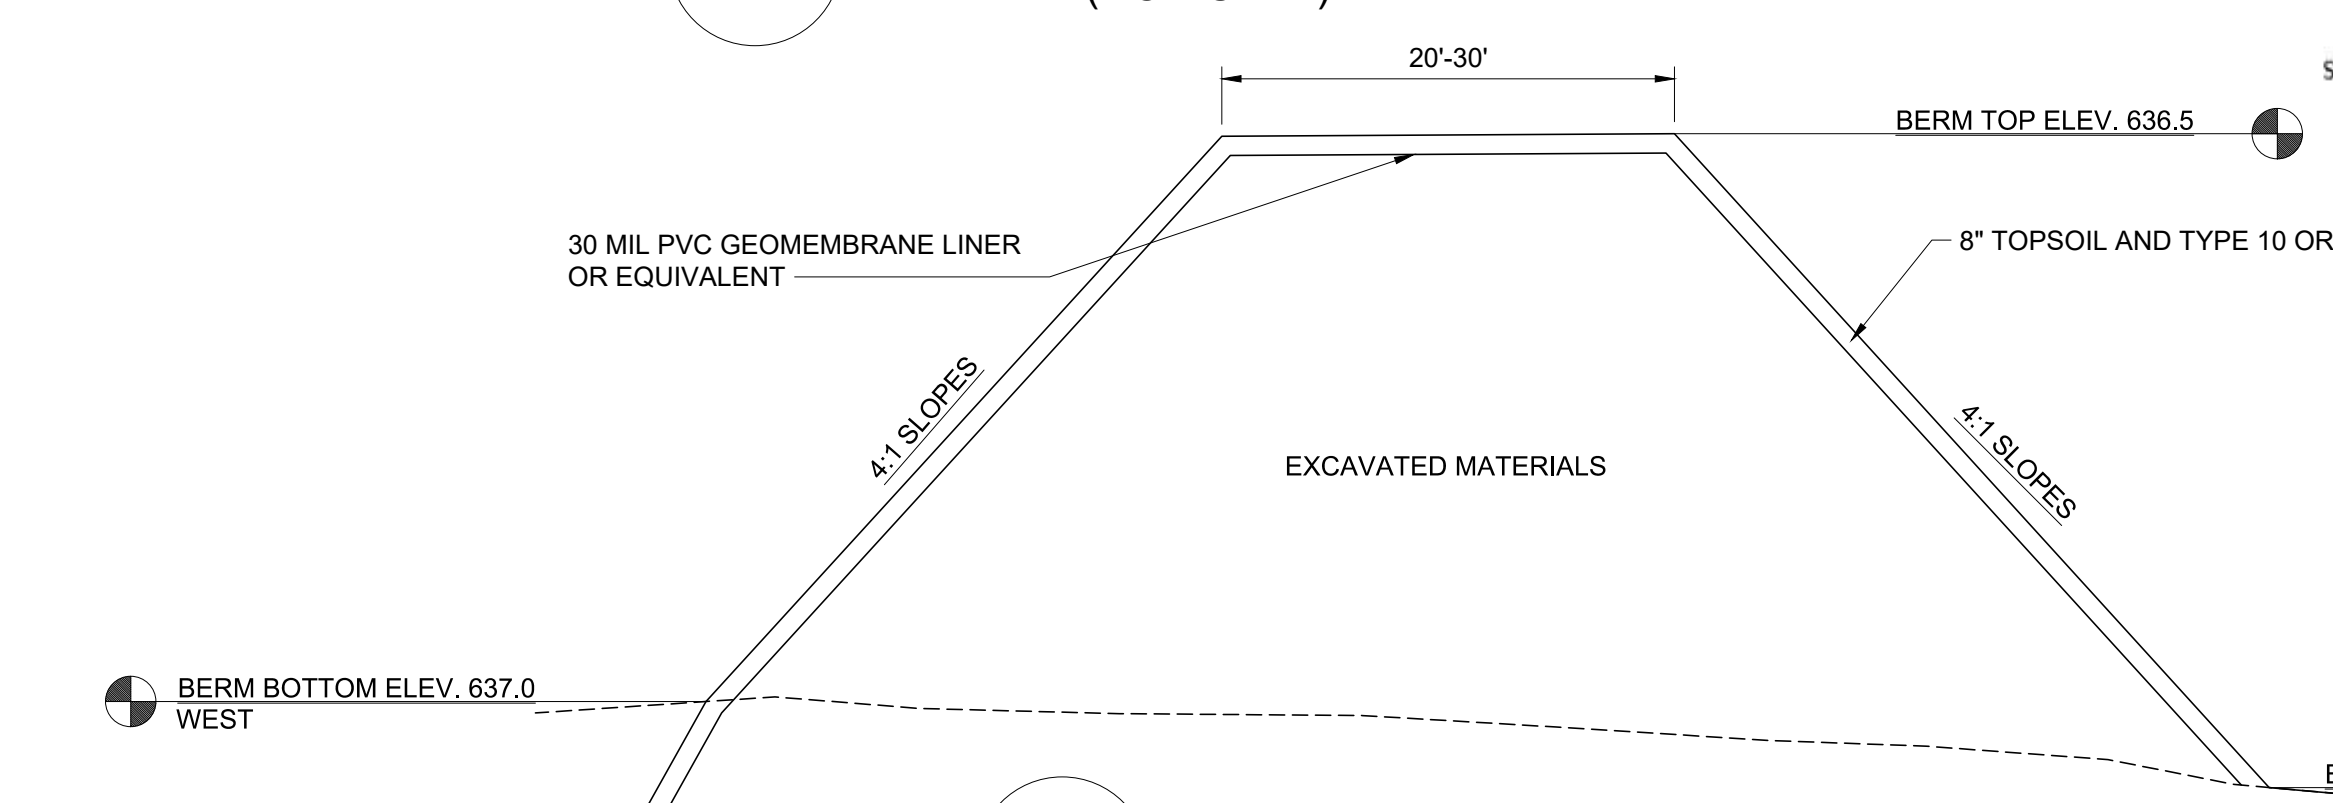 20'-30'
BERM TOP ELEV. 636.5
30 MIL PVC GEOMEMBRANE LINER
OR EQUIVALENT
8" TOPSOIL AND TYPE 10 OR
4:1 SLOPES
4:1 SLOPES
EXCAVATED MATERIALS
BERM BOTTOM ELEV. 637.0
WEST